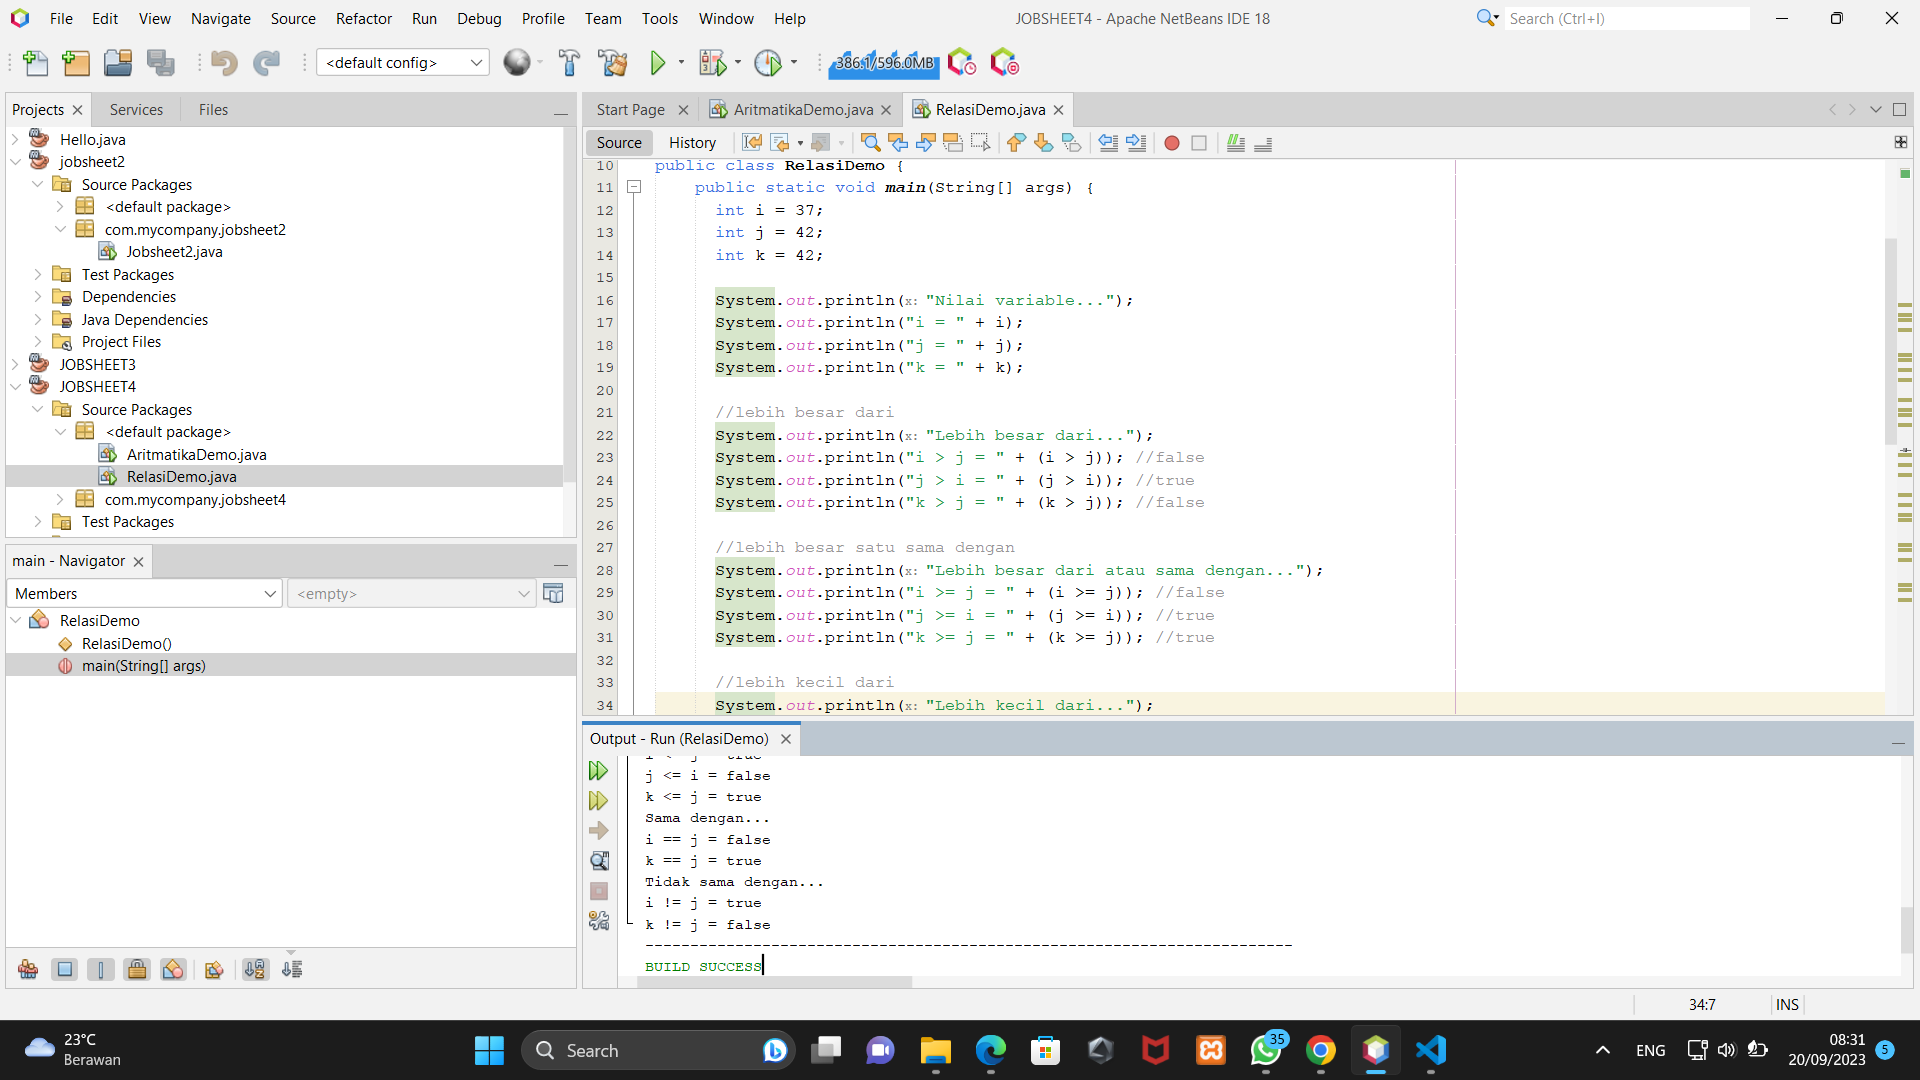 File Edit View Navigate Source Refactor Run Debug Profile Team Tools Window Help
JOBSHEET4 - Apache NetBeans IDE 18
Search (Ctrl+I)
<default config>
386.1/596.0MB
Projects Services Files
Hello.java
jobsheet2
Source Packages
<default package>
com.mycompany.jobsheet2
Jobsheet2.java
Test Packages
Dependencies
Java Dependencies
Project Files
JOBSHEET3
JOBSHEET4
Source Packages
<default package>
AritmatikaDemo.java
RelasiDemo.java
com.mycompany.jobsheet4
Test Packages
main - Navigator
Members <empty>
RelasiDemo
RelasiDemo()
main(String[] args)
Start Page AritmatikaDemo.java RelasiDemo.java
Source History
10 public class RelasiDemo {
11 public static void main(String[] args) {
12 int i = 37;
13 int j = 42;
14 int k = 42;
15
16 System.out.println(x: "Nilai variable...");
17 System.out.println("i = " + i);
18 System.out.println("j = " + j);
19 System.out.println("k = " + k);
20
21 //lebih besar dari
22 System.out.println(x: "Lebih besar dari...");
23 System.out.println("i > j = " + (i > j)); //false
24 System.out.println("j > i = " + (j > i)); //true
25 System.out.println("k > j = " + (k > j)); //false
26
27 //lebih besar satu sama dengan
28 System.out.println(x: "Lebih besar dari atau sama dengan...");
29 System.out.println("i >= j = " + (i >= j)); //false
30 System.out.println("j >= i = " + (j >= i)); //true
31 System.out.println("k >= j = " + (k >= j)); //true
32
33 //lebih kecil dari
34 System.out.println(x: "Lebih kecil dari...");
Output - Run (RelasiDemo)
j <= i = false
k <= j = true
Sama dengan...
i == j = false
k == j = true
Tidak sama dengan...
i != j = true
k != j = false
------------------------------------------------------------------------
BUILD SUCCESS
34:7 INS
23°C
Berawan
Search
35
ENG
08:31
20/09/2023
5